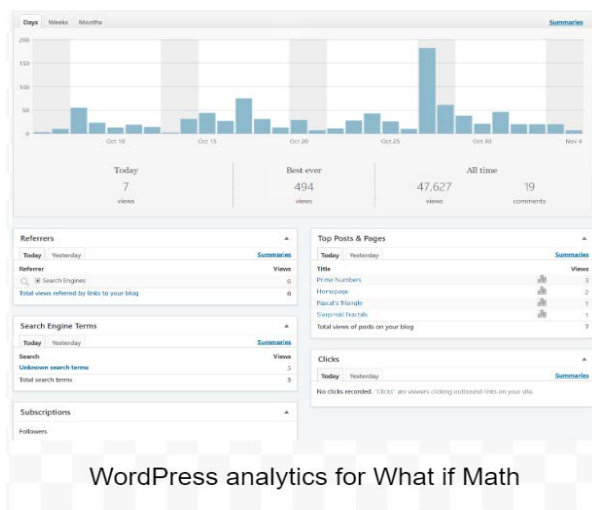 Days Weeks Months Summaries
200
150
100
50
0
Oct 10 Oct 15 Oct 20 Oct 25 Oct 30 Nov 4
Today Best ever All time
7 494 47,627 19
views views views comments
Referrers
Today Yesterday Summaries
Referrer Views
Search Engines 6
Total views referred by links to your blog 6
Search Engine Terms
Today Yesterday Summaries
Search Views
Unknown search terms 3
Total search terms 3
Subscriptions
Followers
Top Posts & Pages
Today Yesterday Summaries
Title Views
Prime Numbers 3
Homepage 2
Pascal's Triangle 1
Sierpinski Fractals 1
Total views of posts on your blog 7
Clicks
Today Yesterday Summaries
No clicks recorded. "Clicks" are viewers clicking outbound links on your site.
WordPress analytics for What if Math